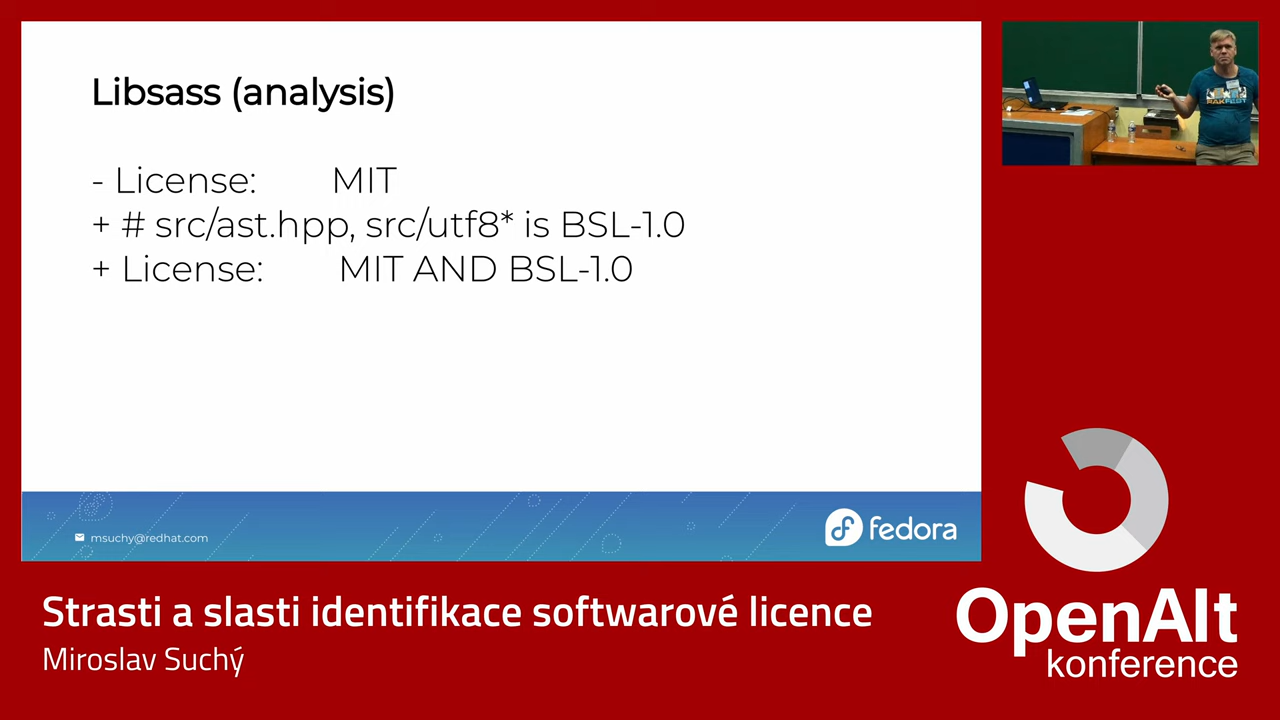 Libsass (analysis)
- License: MIT
+ # src/ast.hpp, src/utf8* is BSL-1.0
+ License: MIT AND BSL-1.0
msuchy@redhat.com
fedora
Strasti a slasti identifikace softwarové licence
Miroslav Suchý
OpenAlt
konference